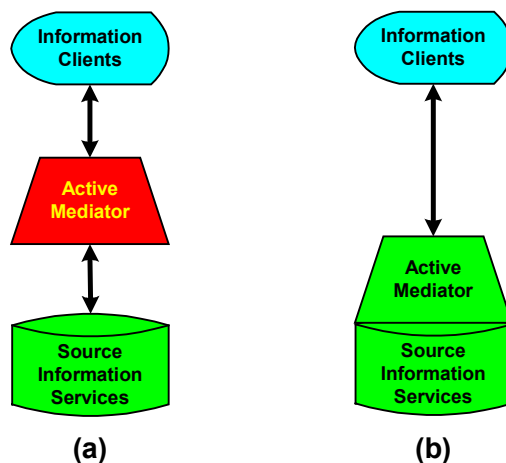 Information
Clients
Active
Mediator
Source
Information
Services
(a)
Information
Clients
Active
Mediator
Source
Information
Services
(b)